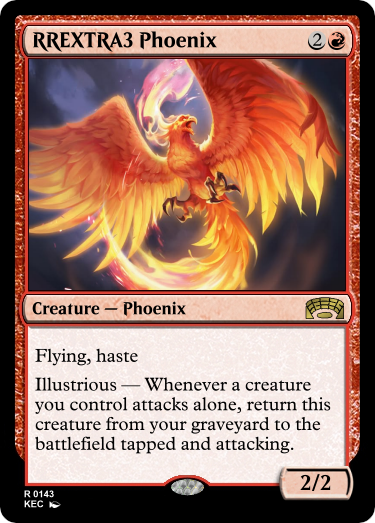 RREXTRA3 Phoenix 2
Creature — Phoenix
Flying, haste
Illustrious — Whenever a creature
you control attacks alone, return this
creature from your graveyard to the
battlefield tapped and attacking.
2/2
R 0143
KEC